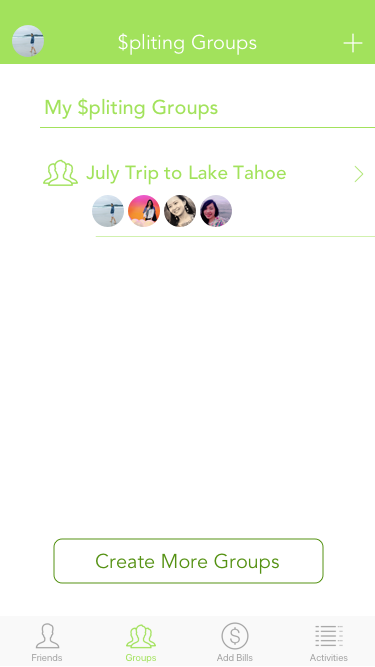 $pliting Groups
My $pliting Groups
July Trip to Lake Tahoe
Create More Groups
Friends
Groups
Add Bills
Activities